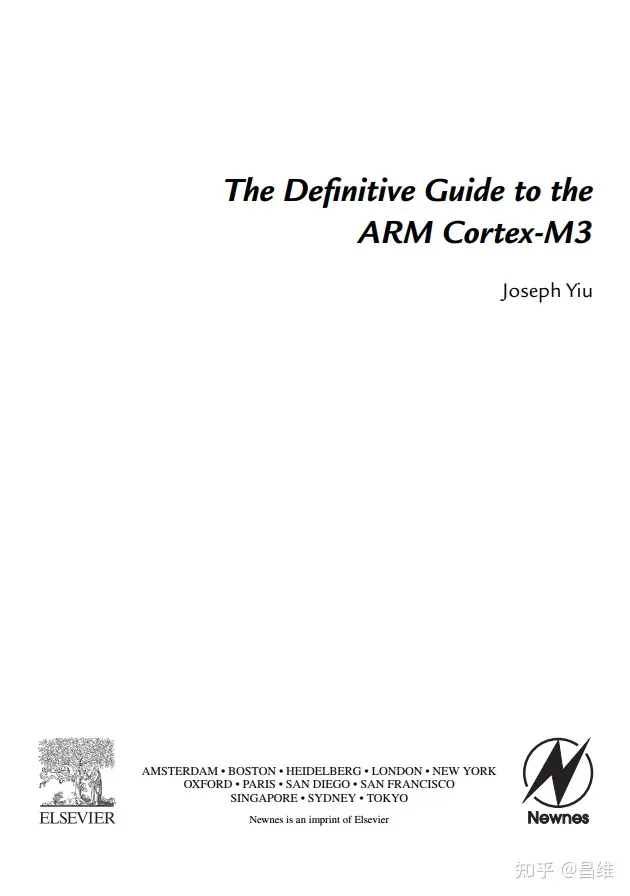 The Definitive Guide to the
ARM Cortex-M3
Joseph Yiu
AMSTERDAM • BOSTON • HEIDELBERG • LONDON • NEW YORK
OXFORD • PARIS • SAN DIEGO • SAN FRANCISCO
SINGAPORE • SYDNEY • TOKYO
Newnes is an imprint of Elsevier
ELSEVIER
Newnes
知乎 @昌维